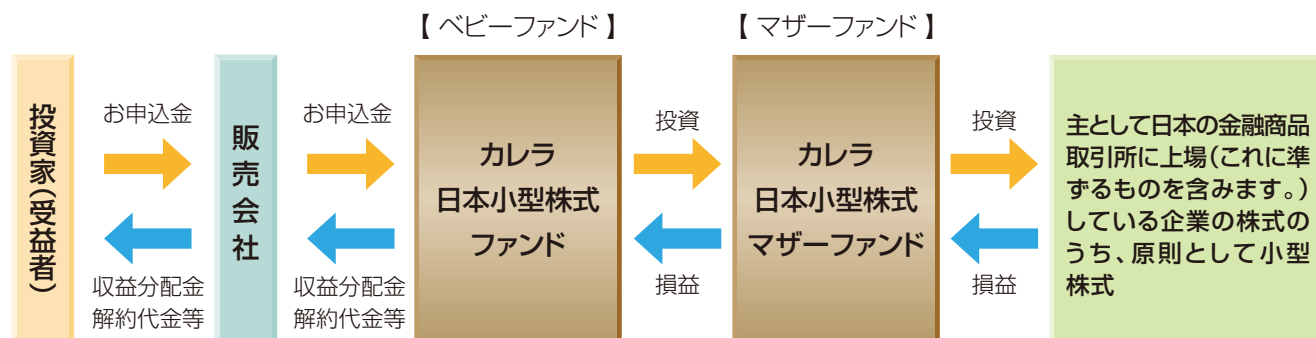 【 ベビーファンド 】
【 マザーファンド 】
投資家(受益者)
お申込金
収益分配金
解約代金等
販売会社
お申込金
収益分配金
解約代金等
カレラ
日本小型株式
ファンド
投資
損益
カレラ
日本小型株式
マザーファンド
投資
損益
主として日本の金融商品
取引所に上場(これに準
ずるものを含みます。)
している企業の株式の
うち、原則として小型
株式